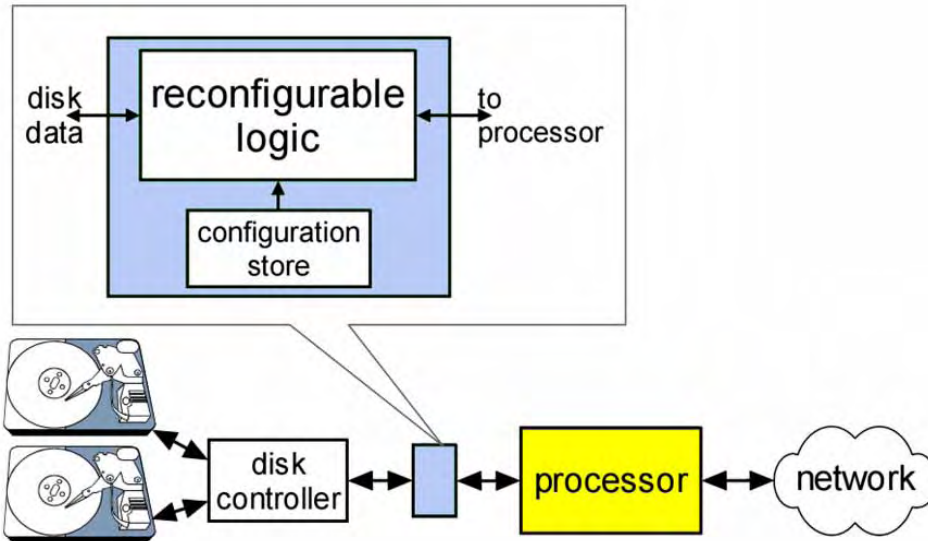 reconfigurable
logic
disk
data
to
processor
configuration
store
disk
controller
processor
network